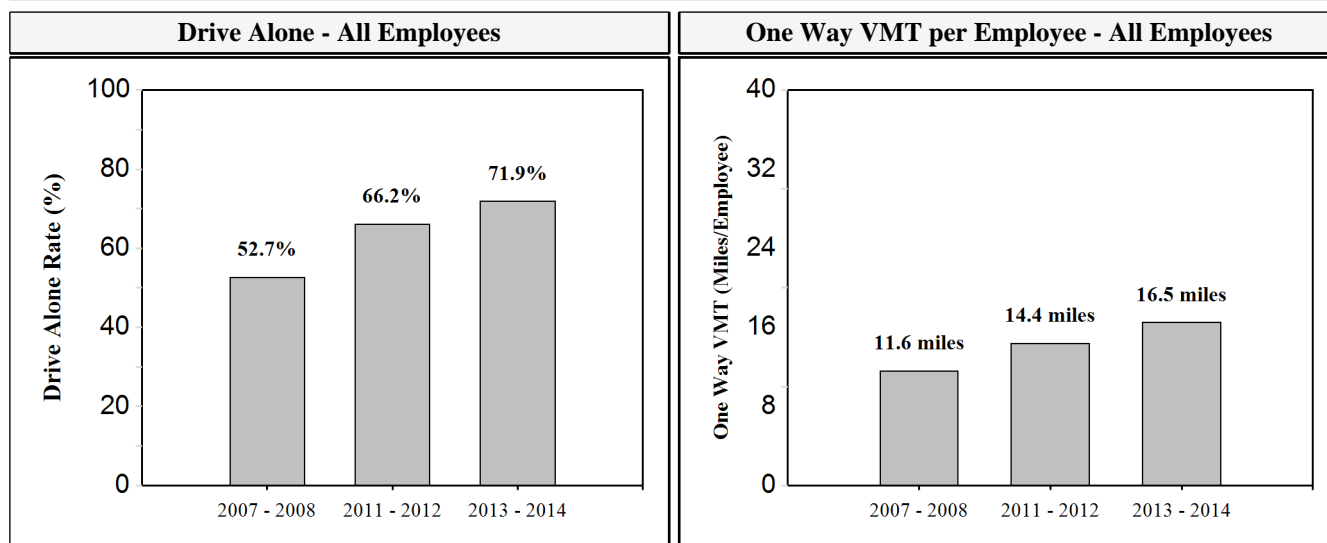 Drive Alone - All Employees
One Way VMT per Employee - All Employees
Drive Alone Rate (%)
100
80
60
40
20
0
52.7%
66.2%
71.9%
2007 - 2008
2011 - 2012
2013 - 2014
One Way VMT (Miles/Employee)
40
32
24
16
8
0
11.6 miles
14.4 miles
16.5 miles
2007 - 2008
2011 - 2012
2013 - 2014